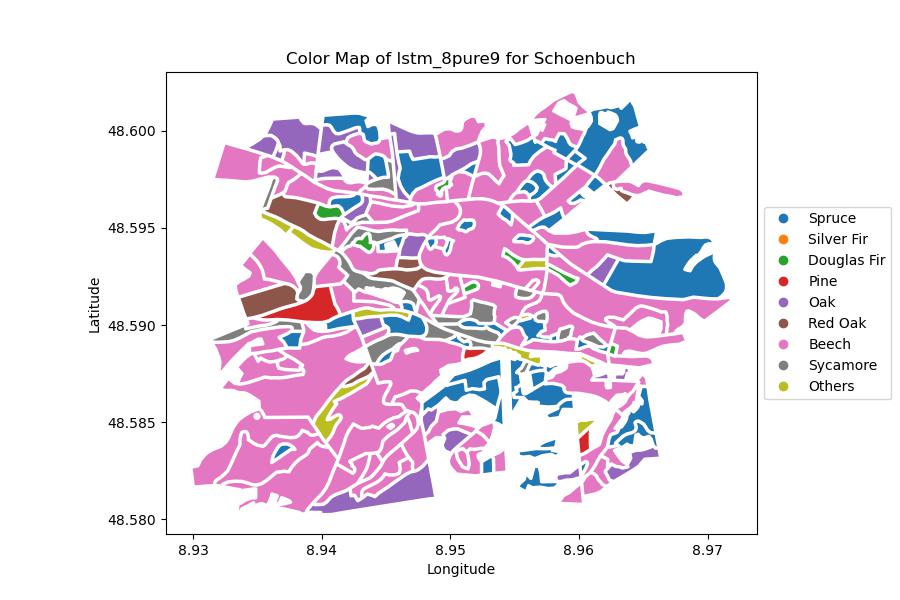 Color Map of lstm_8pure9 for Schoenbuch
48.600
48.595
48.590
48.585
48.580
Latitude
8.93
8.94
8.95
8.96
8.97
Longitude
Spruce
Silver Fir
Douglas Fir
Pine
Oak
Red Oak
Beech
Sycamore
Others